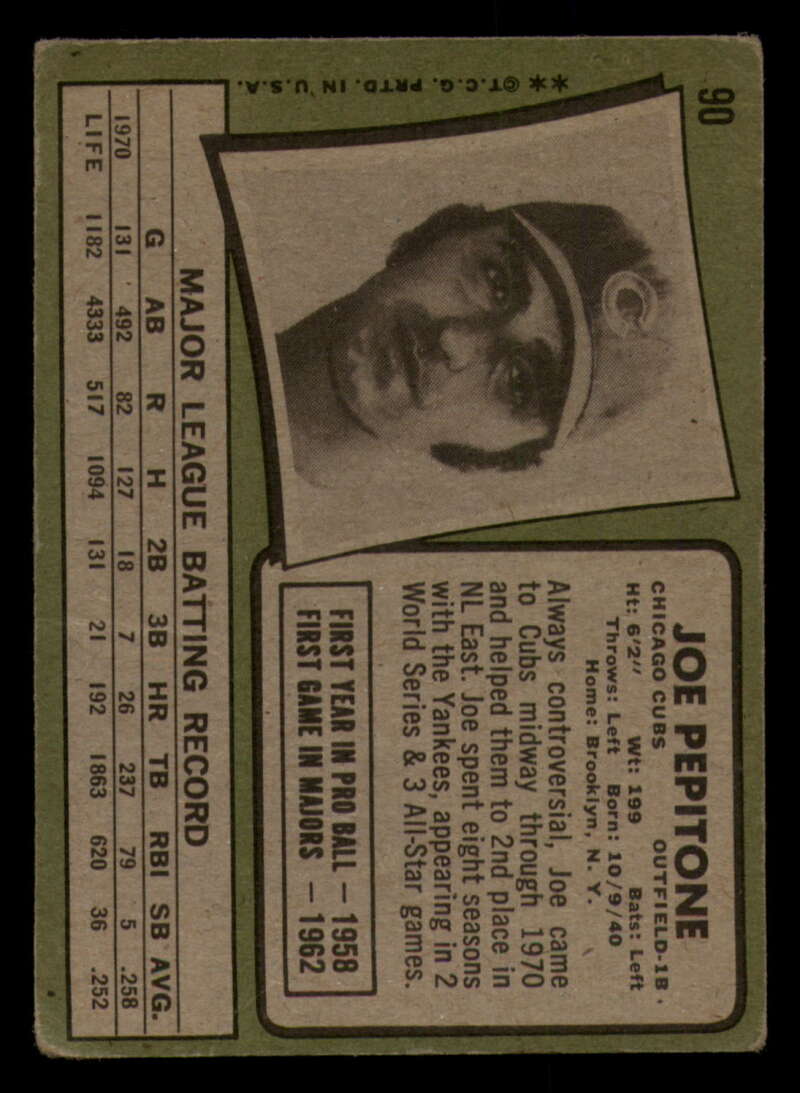 90
JOE PEPITONE
CHICAGO CUBS OUTFIELD-1B
Ht: 6'2" Wt: 199 Bats: Left
Throws: Left Born: 10/9/40
Home: Brooklyn, N. Y.
Always controversial, Joe came
to Cubs midway through 1970
and helped them to 2nd place in
NL East. Joe spent eight seasons
with the Yankees, appearing in 2
World Series & 3 All-Star games.
FIRST YEAR IN PRO BALL — 1958
FIRST GAME IN MAJORS — 1962
C
**©T.C.G. PRTD. IN U.S.A.
MAJOR LEAGUE BATTING RECORD
G AB R H 2B 3B HR TB RBI SB AVG.
1970 131 492 82 127 18 7 26 237 79 5 .258
LIFE 1182 4333 517 1094 131 21 192 1863 620 36 .252